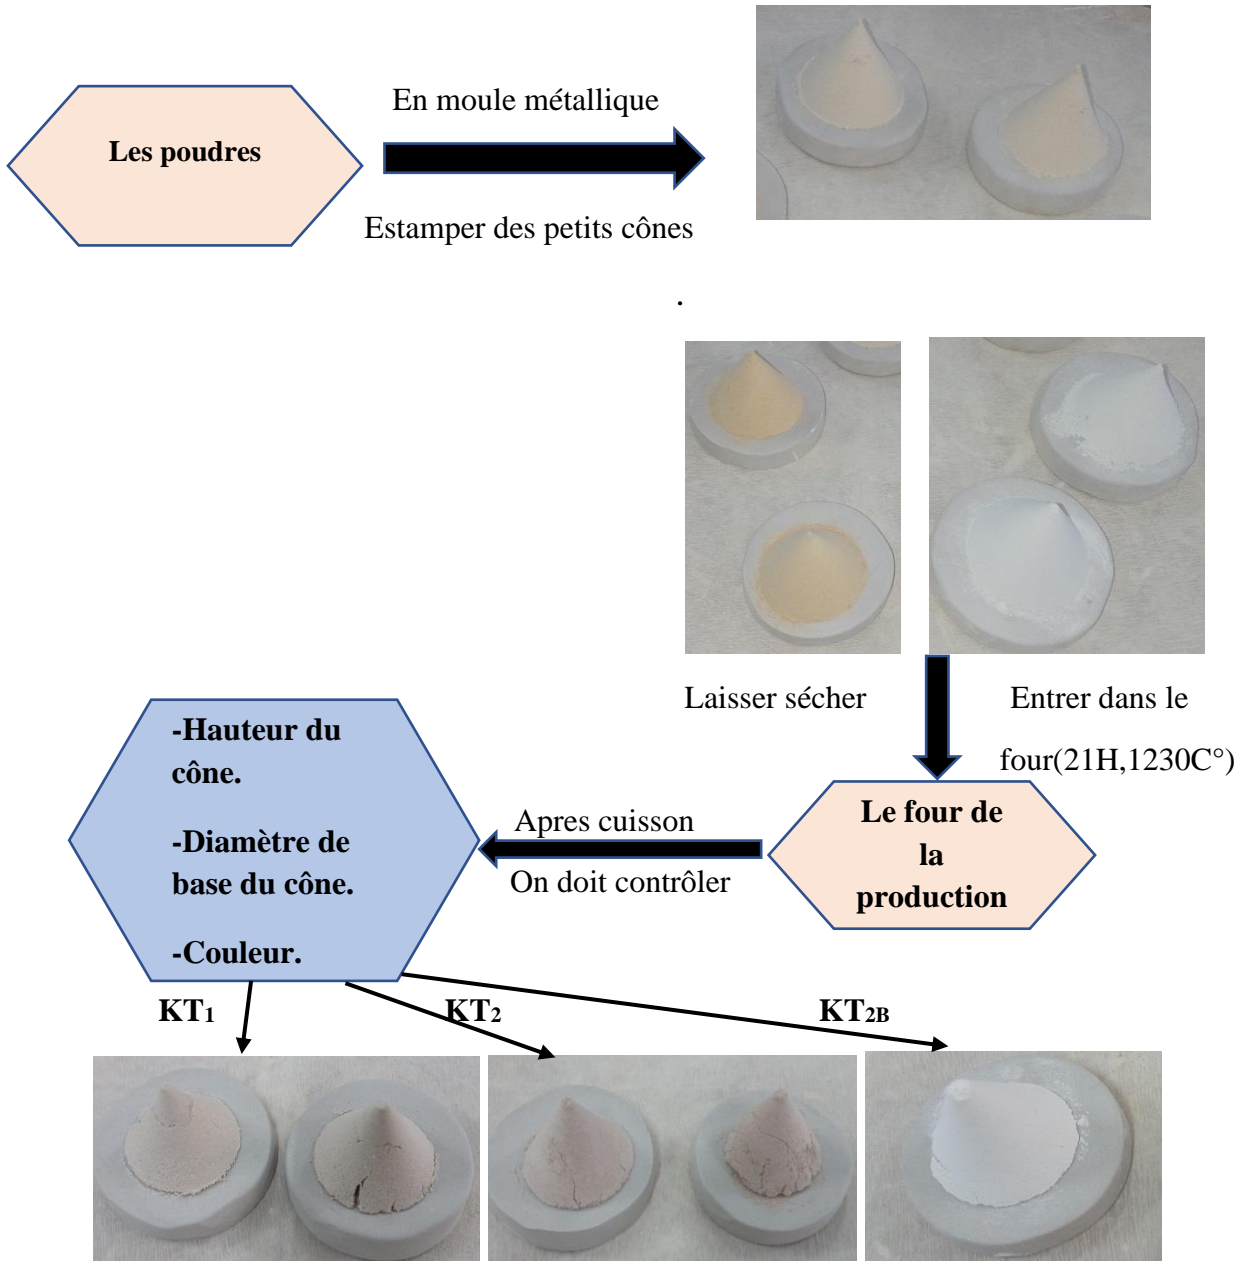 Les poudres
En moule métallique
Estamper des petits cônes
.
Laisser sécher
Entrer dans le
four(21H,1230C°)
Le four de
la
production
Apres cuisson
On doit contrôler
-Hauteur du
cône.
-Diamètre de
base du cône.
-Couleur.
KT1
KT2
KT2B